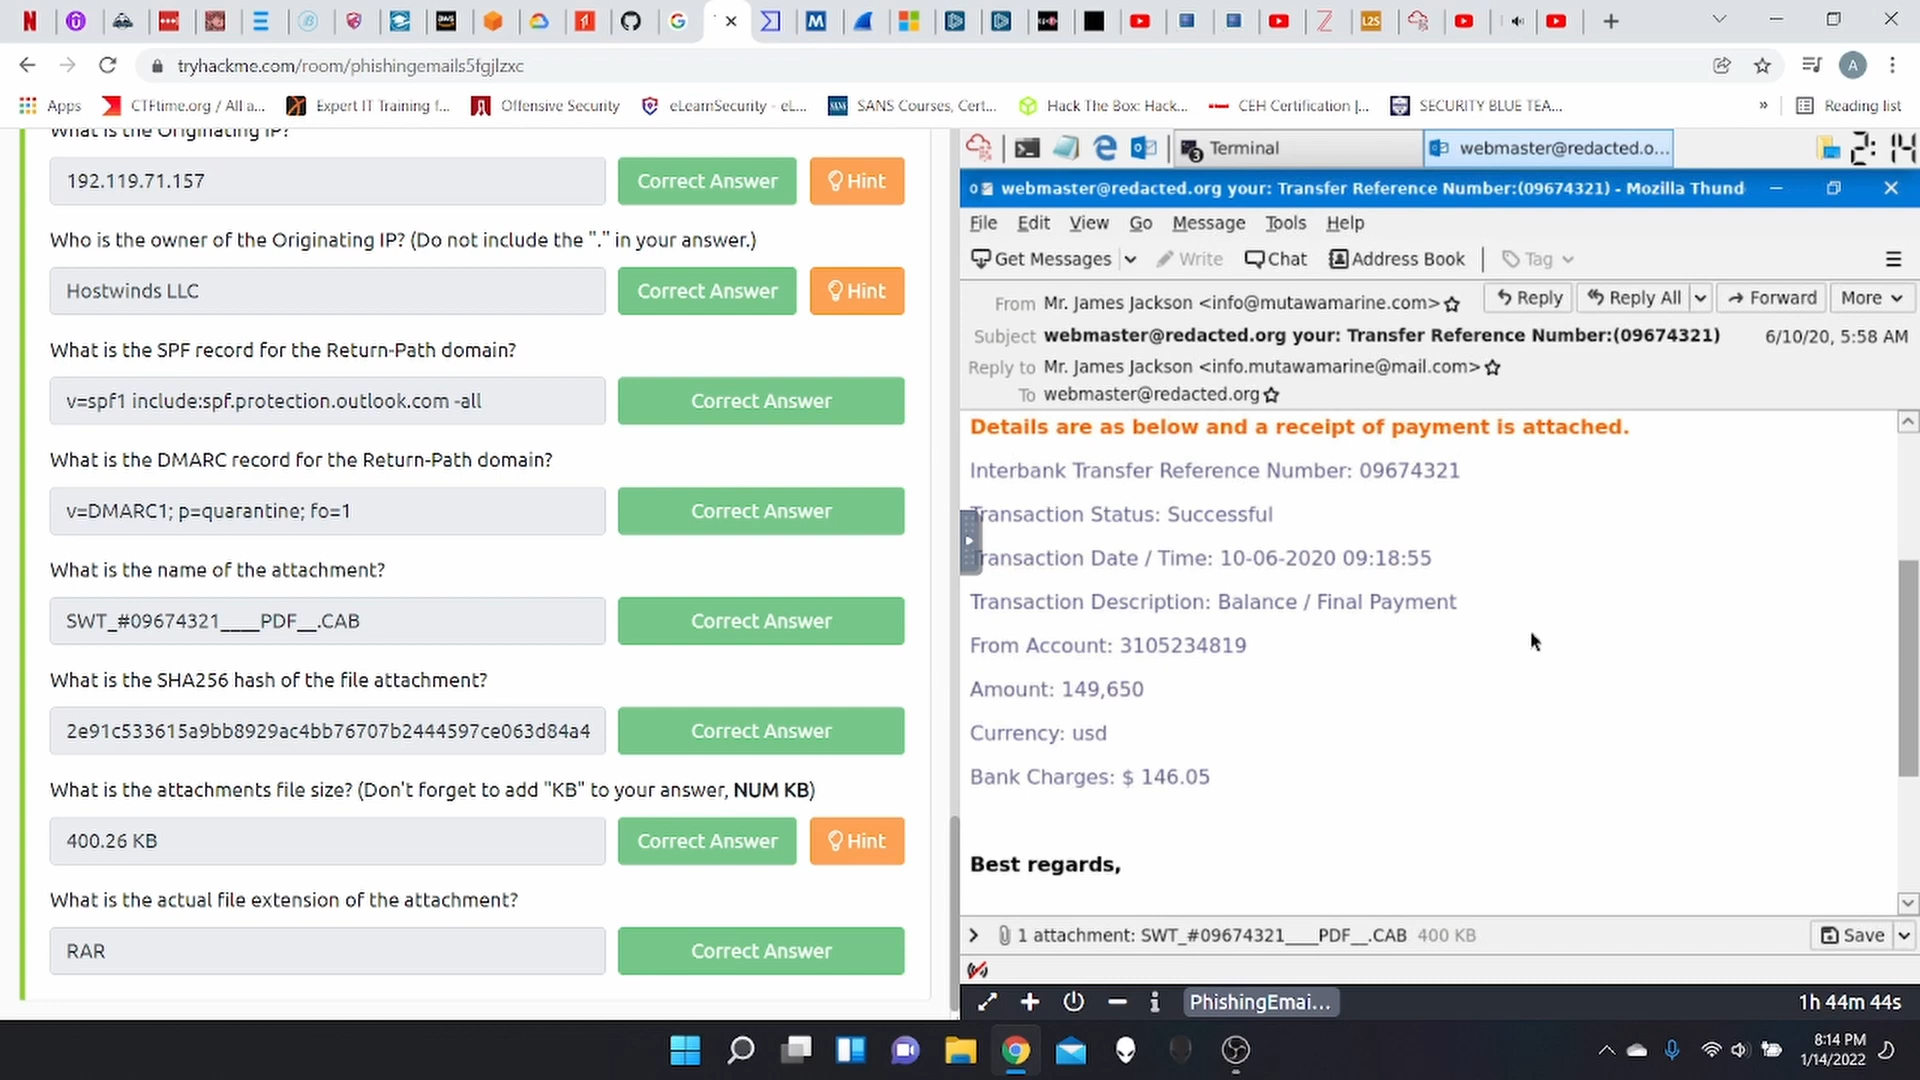 tryhackme.com/room/phishingemails5fgjlzxc
A
Apps
CTFtime.org / All a...
Expert IT Training f...
Offensive Security
eLearnSecurity - eL...
SANS Courses, Cert...
Hack The Box: Hack...
CEH Certification |...
SECURITY BLUE TEA...
»
Reading list
What is the Originating IP?
192.119.71.157
Correct Answer
Hint
Who is the owner of the Originating IP? (Do not include the "." in your answer.)
Hostwinds LLC
Correct Answer
Hint
What is the SPF record for the Return-Path domain?
v=spf1 include:spf.protection.outlook.com -all
Correct Answer
What is the DMARC record for the Return-Path domain?
v=DMARC1; p=quarantine; fo=1
Correct Answer
What is the name of the attachment?
SWT_#09674321____PDF__.CAB
Correct Answer
What is the SHA256 hash of the file attachment?
2e91c533615a9bb8929ac4bb76707b2444597ce063d84a4
Correct Answer
What is the attachments file size? (Don't forget to add "KB" to your answer, NUM KB)
400.26 KB
Correct Answer
Hint
What is the actual file extension of the attachment?
RAR
Correct Answer
3 Terminal
webmaster@redacted.o...
2:14
webmaster@redacted.org your: Transfer Reference Number:(09674321) - Mozilla Thund
File Edit View Go Message Tools Help
Get Messages Write Chat Address Book Tag
From Mr. James Jackson <info@mutawamarine.com>
Reply Reply All Forward More
Subject webmaster@redacted.org your: Transfer Reference Number:(09674321) 6/10/20, 5:58 AM
Reply to Mr. James Jackson <info.mutawamarine@mail.com>
To webmaster@redacted.org
Details are as below and a receipt of payment is attached.
Interbank Transfer Reference Number: 09674321
Transaction Status: Successful
Transaction Date / Time: 10-06-2020 09:18:55
Transaction Description: Balance / Final Payment
From Account: 3105234819
Amount: 149,650
Currency: usd
Bank Charges: $ 146.05
Best regards,
1 attachment: SWT_#09674321____PDF__.CAB 400 KB
Save
PhishingEmai...
1h 44m 44s
8:14 PM
1/14/2022